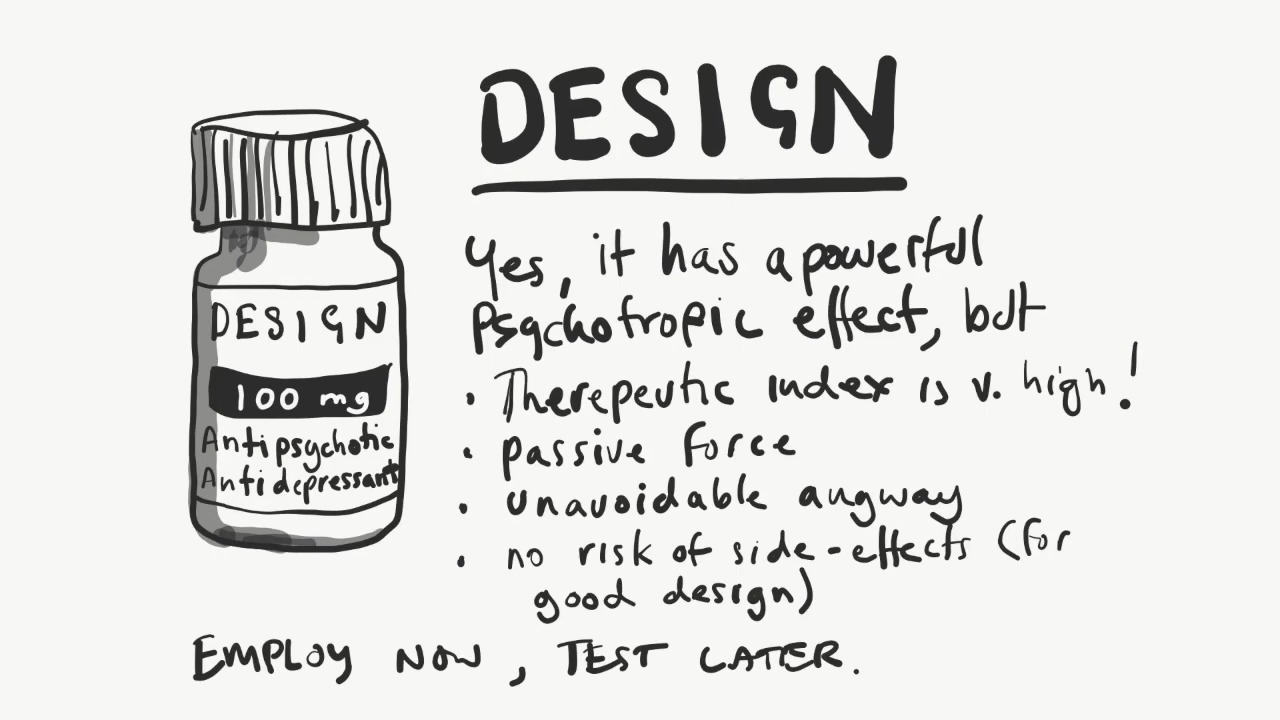 DESIGN
Yes, it has a powerful
Psychotropic effect, but
• Therepeutic index is v. high!
• passive force
• unavoidable anyway
• no risk of side-effects (for
good design)
DESIGN
100 mg
Antipsychotic
Antidepressant
EMPLOY NOW, TEST LATER.